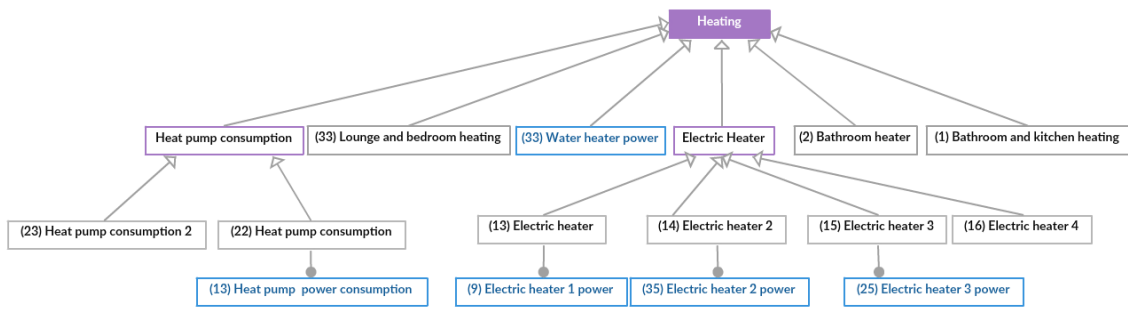 Heating
Heat pump consumption
(33) Lounge and bedroom heating
(33) Water heater power
Electric Heater
(2) Bathroom heater
(1) Bathroom and kitchen heating
(23) Heat pump consumption 2
(22) Heat pump consumption
(13) Electric heater
(14) Electric heater 2
(15) Electric heater 3
(16) Electric heater 4
(13) Heat pump power consumption
(9) Electric heater 1 power
(35) Electric heater 2 power
(25) Electric heater 3 power